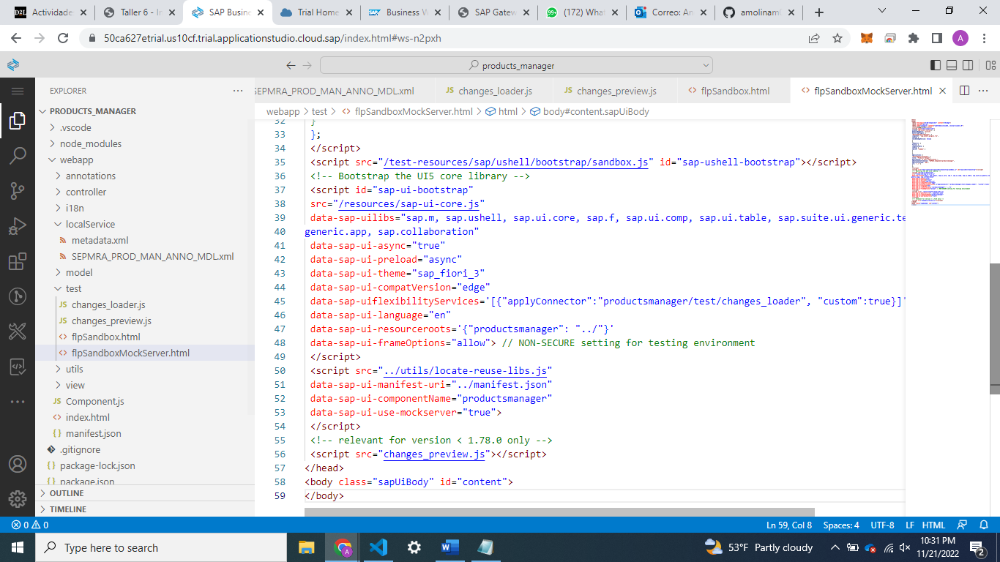 Actividade
Taller 6 - In
SAP Busine
Trial Home
Business W
SAP Gatew
(172) What
Correo: An
amolinam0
50ca627etrial.us10cf.trial.applicationstudio.cloud.sap/index.html#ws-n2pxh
products_manager
EXPLORER
PRODUCTS_MANAGER
.vscode
node_modules
webapp
annotations
controller
i18n
localService
metadata.xml
SEPMRA_PROD_MAN_ANNO_MDL.xml
model
test
changes_loader.js
changes_preview.js
flpSandbox.html
flpSandboxMockServer.html
utils
view
Component.js
index.html
manifest.json
.gitignore
package-lock.json
package.json
OUTLINE
TIMELINE
SEPMRA_PROD_MAN_ANNO_MDL.xml
changes_loader.js
changes_preview.js
flpSandbox.html
flpSandboxMockServer.html
webapp > test > flpSandboxMockServer.html > html > body#content.sapUiBody
32 }
33 };
34 </script>
35 <script src="/test-resources/sap/ushell/bootstrap/sandbox.js" id="sap-ushell-bootstrap"></script>
36 <!-- Bootstrap the UI5 core library -->
37 <script id="sap-ui-bootstrap"
38 src="/resources/sap-ui-core.js"
39 data-sap-uilibs="sap.m, sap.ushell, sap.ui.core, sap.f, sap.ui.comp, sap.ui.table, sap.suite.ui.generic.te
40 generic.app, sap.collaboration"
41 data-sap-ui-async="true"
42 data-sap-ui-preload="async"
43 data-sap-ui-theme="sap_fiori_3"
44 data-sap-ui-compatVersion="edge"
45 data-sap-uiflexibilityServices='[{"applyConnector":"productsmanager/test/changes_loader", "custom":true}]'
46 data-sap-ui-language="en"
47 data-sap-ui-resourceroots='{"productsmanager": "../"}'
48 data-sap-ui-frameOptions="allow"> // NON-SECURE setting for testing environment
49 </script>
50 <script src="../utils/locate-reuse-libs.js"
51 data-sap-ui-manifest-uri="../manifest.json"
52 data-sap-ui-componentName="productsmanager"
53 data-sap-ui-use-mockserver="true">
54 </script>
55 <!-- relevant for version < 1.78.0 only -->
56 <script src="changes_preview.js"></script>
57 </head>
58 <body class="sapUiBody" id="content">
59 </body>
0 0
Ln 59, Col 8
Spaces: 4
UTF-8
LF
HTML
Type here to search
53°F Partly cloudy
10:31 PM
11/21/2022
2